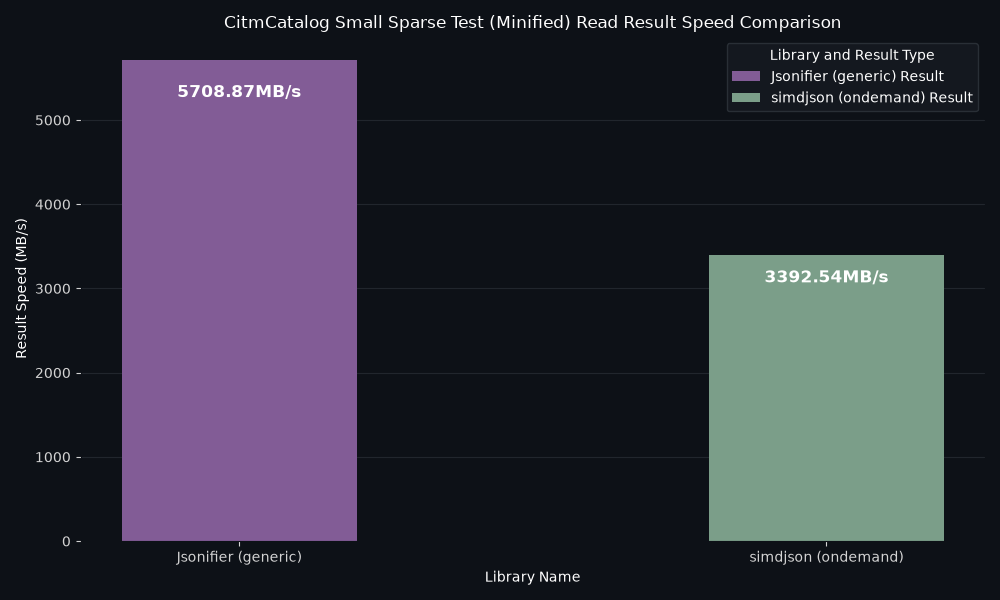 CitmCatalog Small Sparse Test (Minified) Read Result Speed Comparison
Library and Result Type
Jsonifier (generic) Result
simdjson (ondemand) Result
5708.87MB/s
3392.54MB/s
Result Speed (MB/s)
5000
4000
3000
2000
1000
0
Jsonifier (generic)
simdjson (ondemand)
Library Name